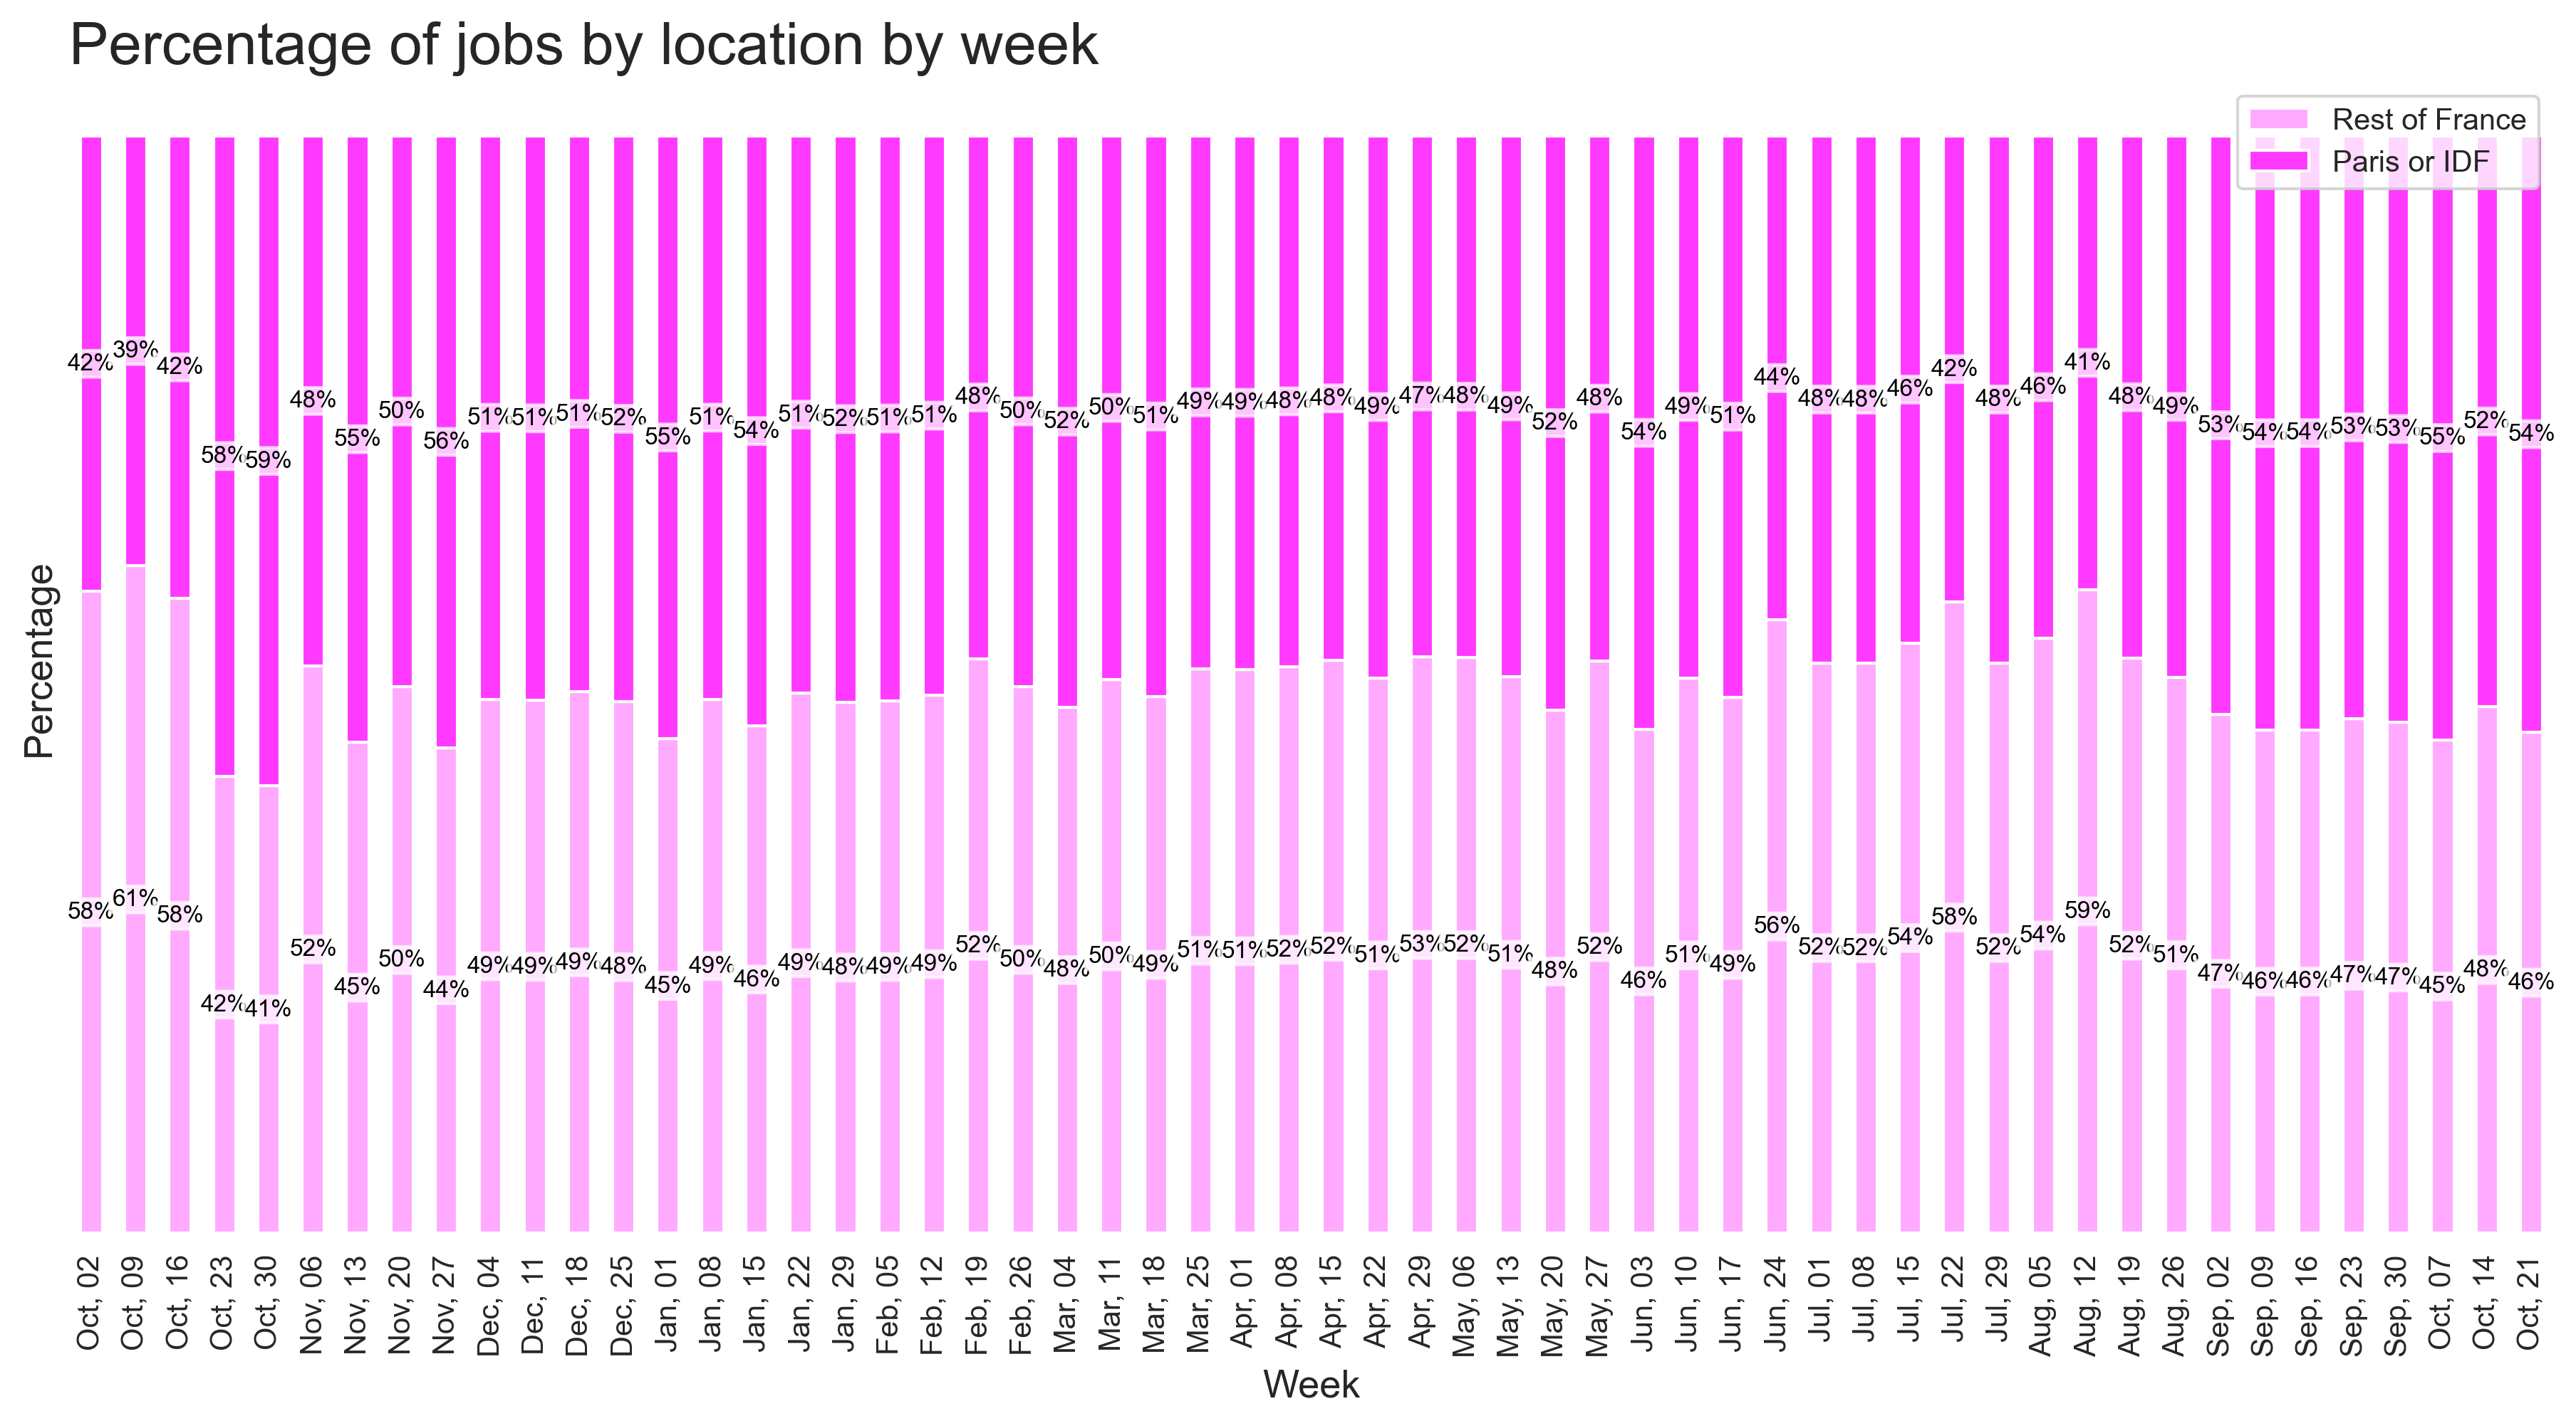 Percentage of jobs by location by week
Rest of France
Paris or IDF
42% 39% 42% 58% 59% 48% 55% 50% 56% 51% 51% 51% 52% 55% 51% 54% 51% 52% 51% 51% 48% 50% 52% 50% 51% 49% 49% 48% 48% 49% 47% 48% 49% 52% 48% 54% 49% 51% 44% 48% 48% 46% 42% 48% 46% 41% 48% 49% 53% 54% 54% 53% 53% 55% 52% 54%
Percentage
58% 61% 58% 42% 41% 52% 45% 50% 44% 49% 49% 49% 48% 45% 49% 46% 49% 48% 49% 49% 52% 50% 48% 50% 49% 51% 51% 52% 52% 51% 53% 52% 51% 48% 52% 46% 51% 49% 56% 52% 52% 54% 58% 52% 54% 59% 52% 51% 47% 46% 46% 47% 47% 45% 48% 46%
Oct, 02
Oct, 09
Oct, 16
Oct, 23
Oct, 30
Nov, 06
Nov, 13
Nov, 20
Nov, 27
Dec, 04
Dec, 11
Dec, 18
Dec, 25
Jan, 01
Jan, 08
Jan, 15
Jan, 22
Jan, 29
Feb, 05
Feb, 12
Feb, 19
Feb, 26
Mar, 04
Mar, 11
Mar, 18
Mar, 25
Apr, 01
Apr, 08
Apr, 15
Apr, 22
Apr, 29
May, 06
May, 13
May, 20
May, 27
Jun, 03
Jun, 10
Jun, 17
Jun, 24
Jul, 01
Jul, 08
Jul, 15
Jul, 22
Jul, 29
Aug, 05
Aug, 12
Aug, 19
Aug, 26
Sep, 02
Sep, 09
Sep, 16
Sep, 23
Sep, 30
Oct, 07
Oct, 14
Oct, 21
Week